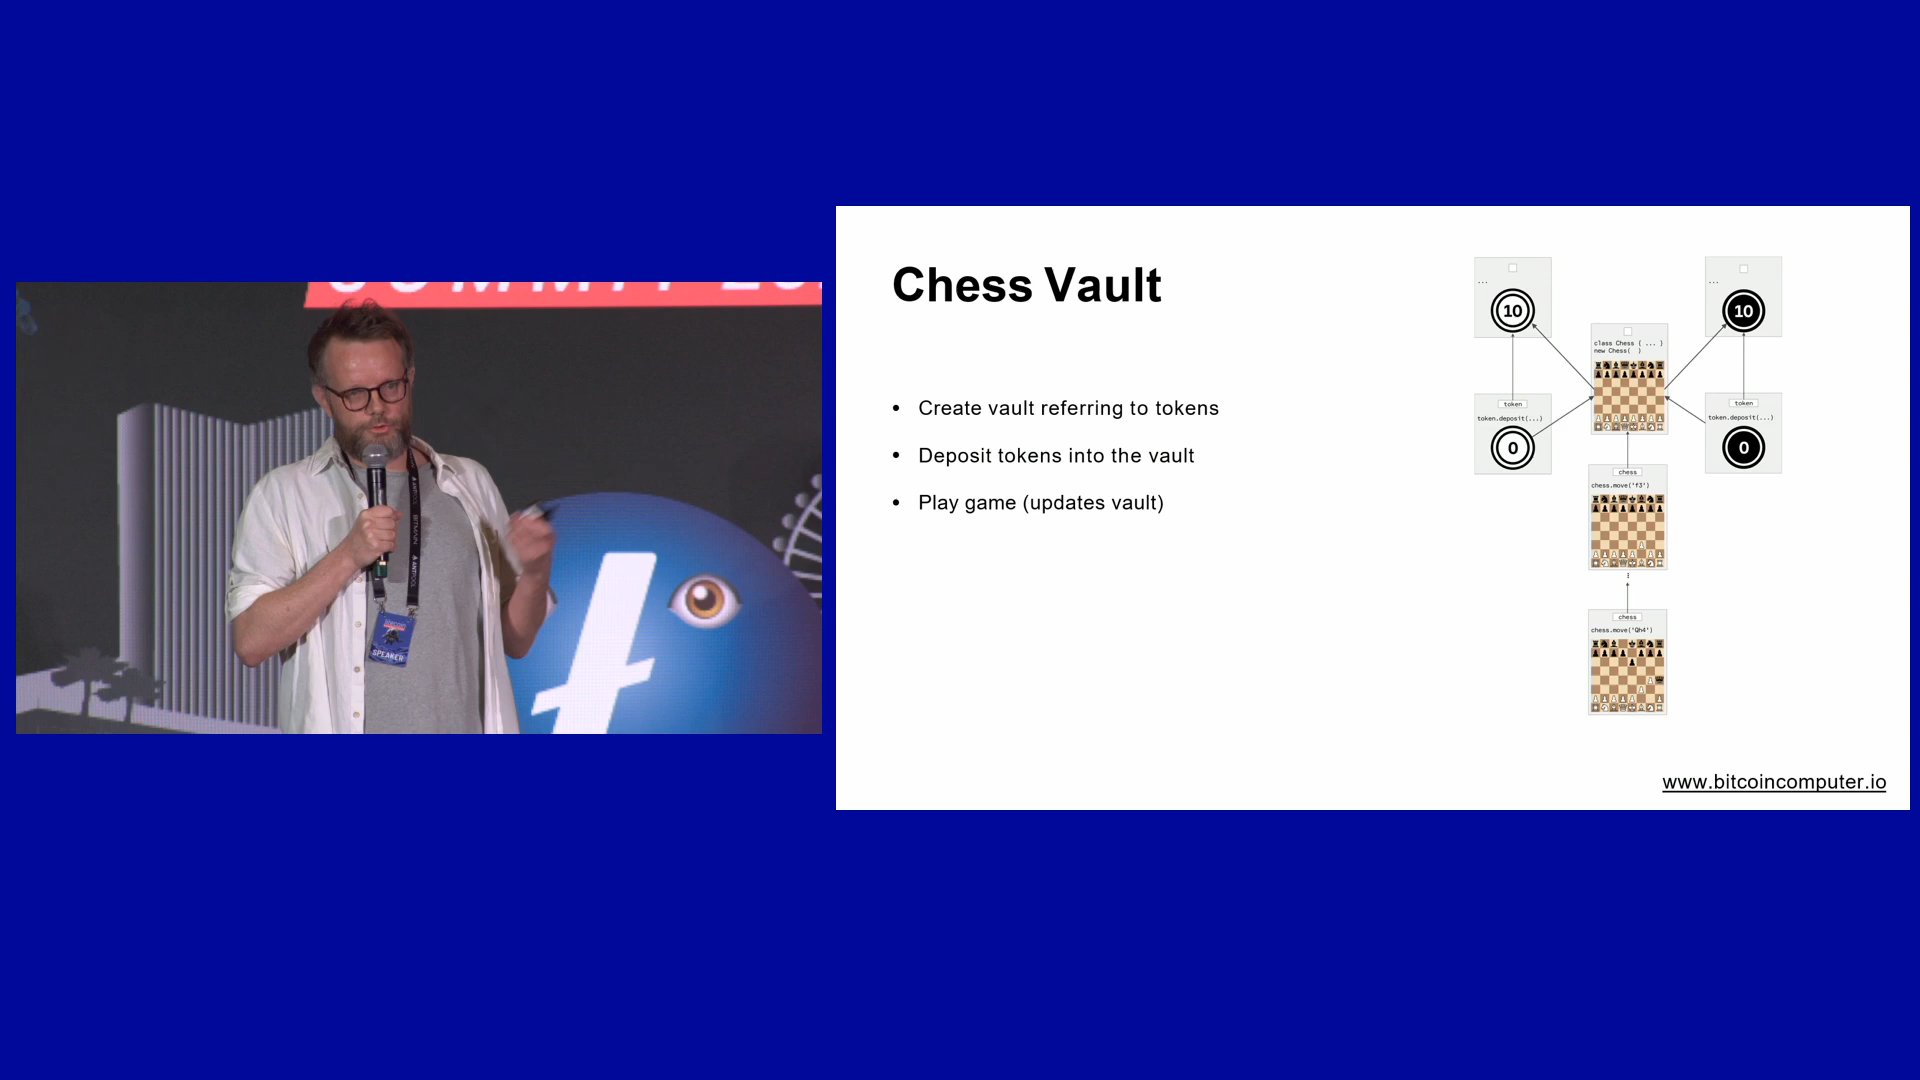 SPEAKER
Chess Vault
• Create vault referring to tokens
• Deposit tokens into the vault
• Play game (updates vault)
...
10
...
10
class Chess { ... }
new Chess( )
token
token.deposit(...)
0
token
token.deposit(...)
0
chess
chess.move('f3')
chess
chess.move('Qh4')
www.bitcoincomputer.io